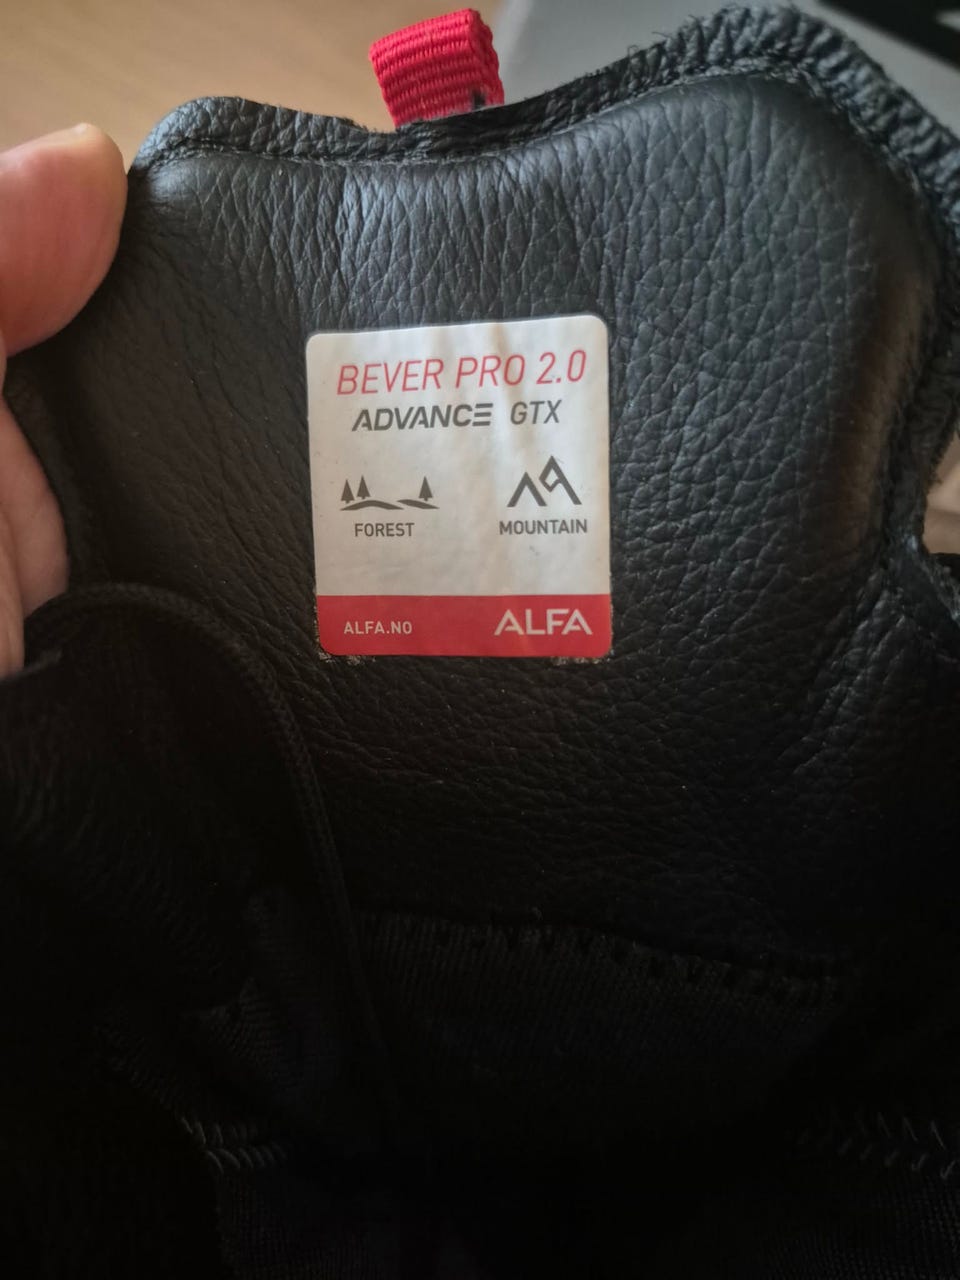 BEVER PRO 2.0
ADVANCE GTX
FOREST
MOUNTAIN
ALFA.NO
ALFA